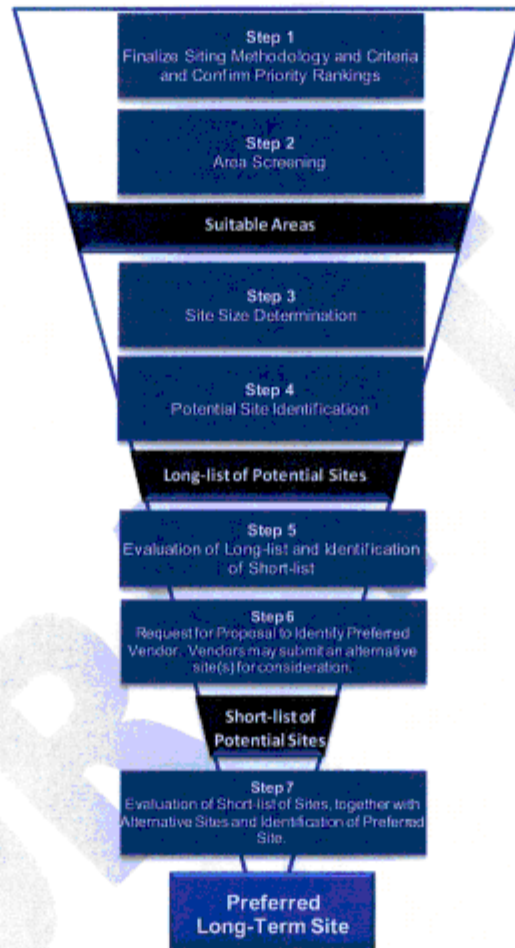 Step 1
Finalize Siting Methodology and Criteria
and Confirm Priority Rankings
Step 2
Area Screening
Suitable Areas
Step 3
Site Size Determination
Step 4
Potential Site Identification
Long-list of Potential Sites
Step 5
Evaluation of Long-list and Identification
of Short-list
Step 6
Request for Proposal to Identify Preferred
Vendor. Vendors may submit an alternative
site(s) for consideration.
Short-list of
Potential Sites
Step 7
Evaluation of Short-list of Sites, together with
Alternative Sites and Identification of Preferred
Site.
Preferred
Long-Term Site